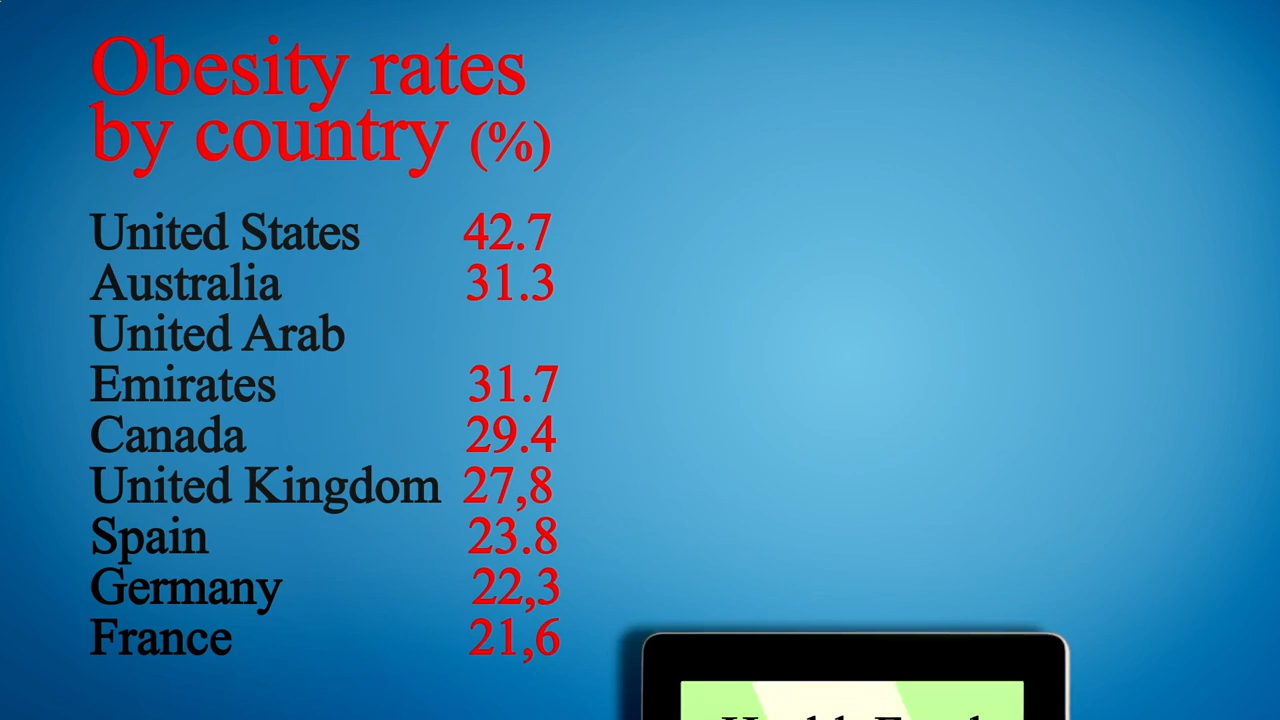 Obesity rates
by country (%)
United States 42.7
Australia 31.3
United Arab
Emirates 31.7
Canada 29.4
United Kingdom 27,8
Spain 23.8
Germany 22,3
France 21,6